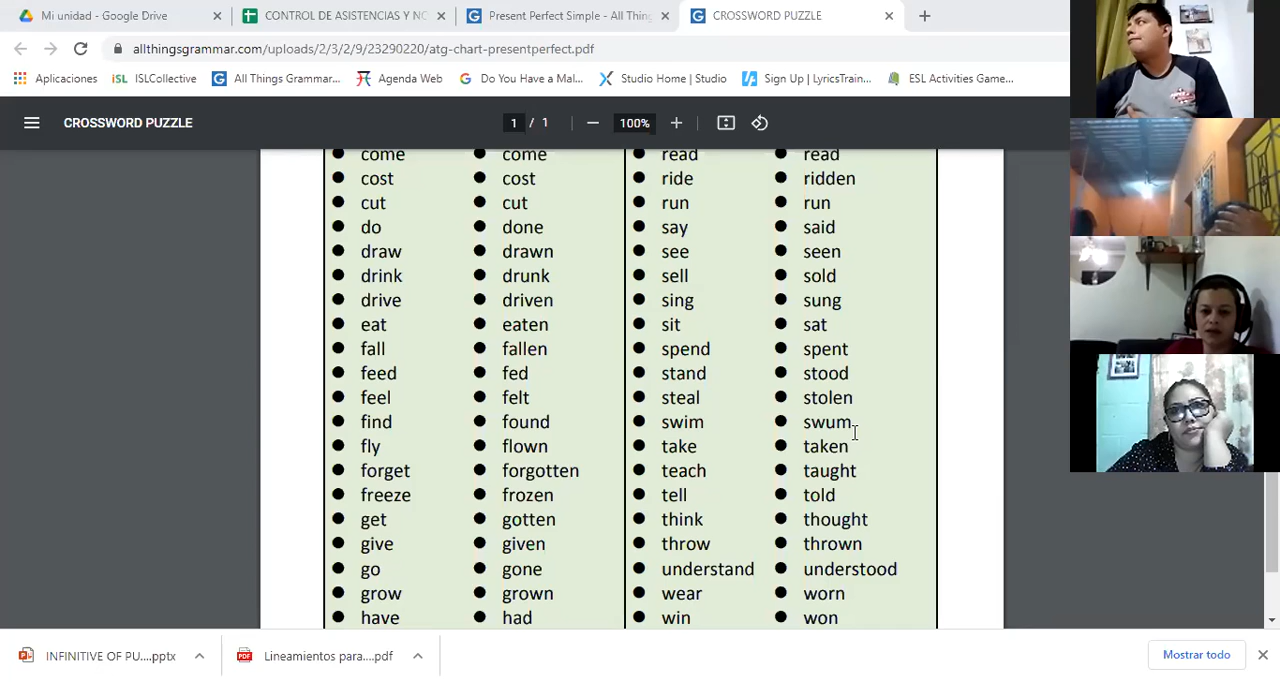 Mi unidad - Google Drive
CONTROL DE ASISTENCIAS Y NO
Present Perfect Simple - All Thing
CROSSWORD PUZZLE
allthingsgrammar.com/uploads/2/3/2/9/23290220/atg-chart-presentperfect.pdf
Aplicaciones iSL ISLCollective G All Things Grammar... Agenda Web G Do You Have a Mal... Studio Home | Studio Sign Up | LyricsTrain... ESL Activities Game...
CROSSWORD PUZZLE 1 / 1 100%
come come read read
cost cost ride ridden
cut cut run run
do done say said
draw drawn see seen
drink drunk sell sold
drive driven sing sung
eat eaten sit sat
fall fallen spend spent
feed fed stand stood
feel felt steal stolen
find found swim swum
fly flown take taken
forget forgotten teach taught
freeze frozen tell told
get gotten think thought
give given throw thrown
go gone understand understood
grow grown wear worn
have had win won
INFINITIVE OF PU....pptx
Lineamientos para....pdf
Mostrar todo